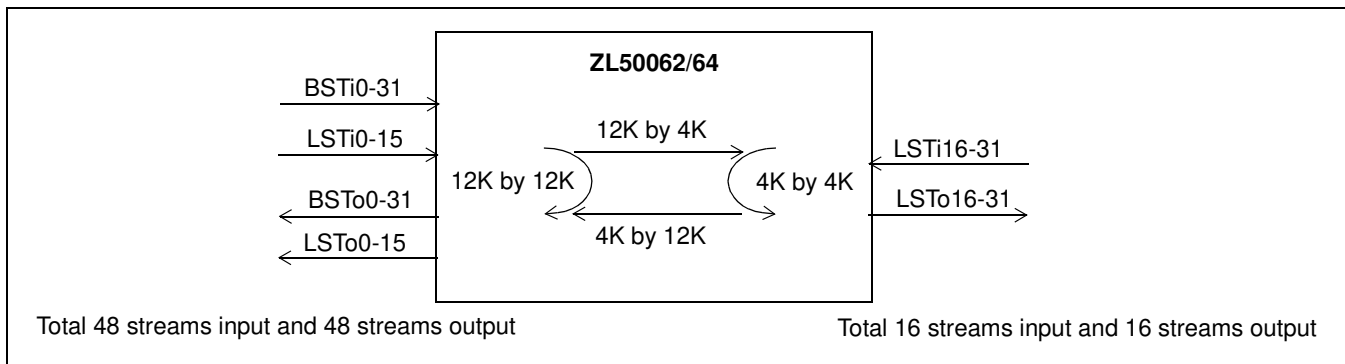 ZL50062/64
BSTi0-31
LSTi0-15
BSTo0-31
LSTo0-15
12K by 4K
12K by 12K
4K by 4K
4K by 12K
LSTi16-31
LSTo16-31
Total 48 streams input and 48 streams output
Total 16 streams input and 16 streams output